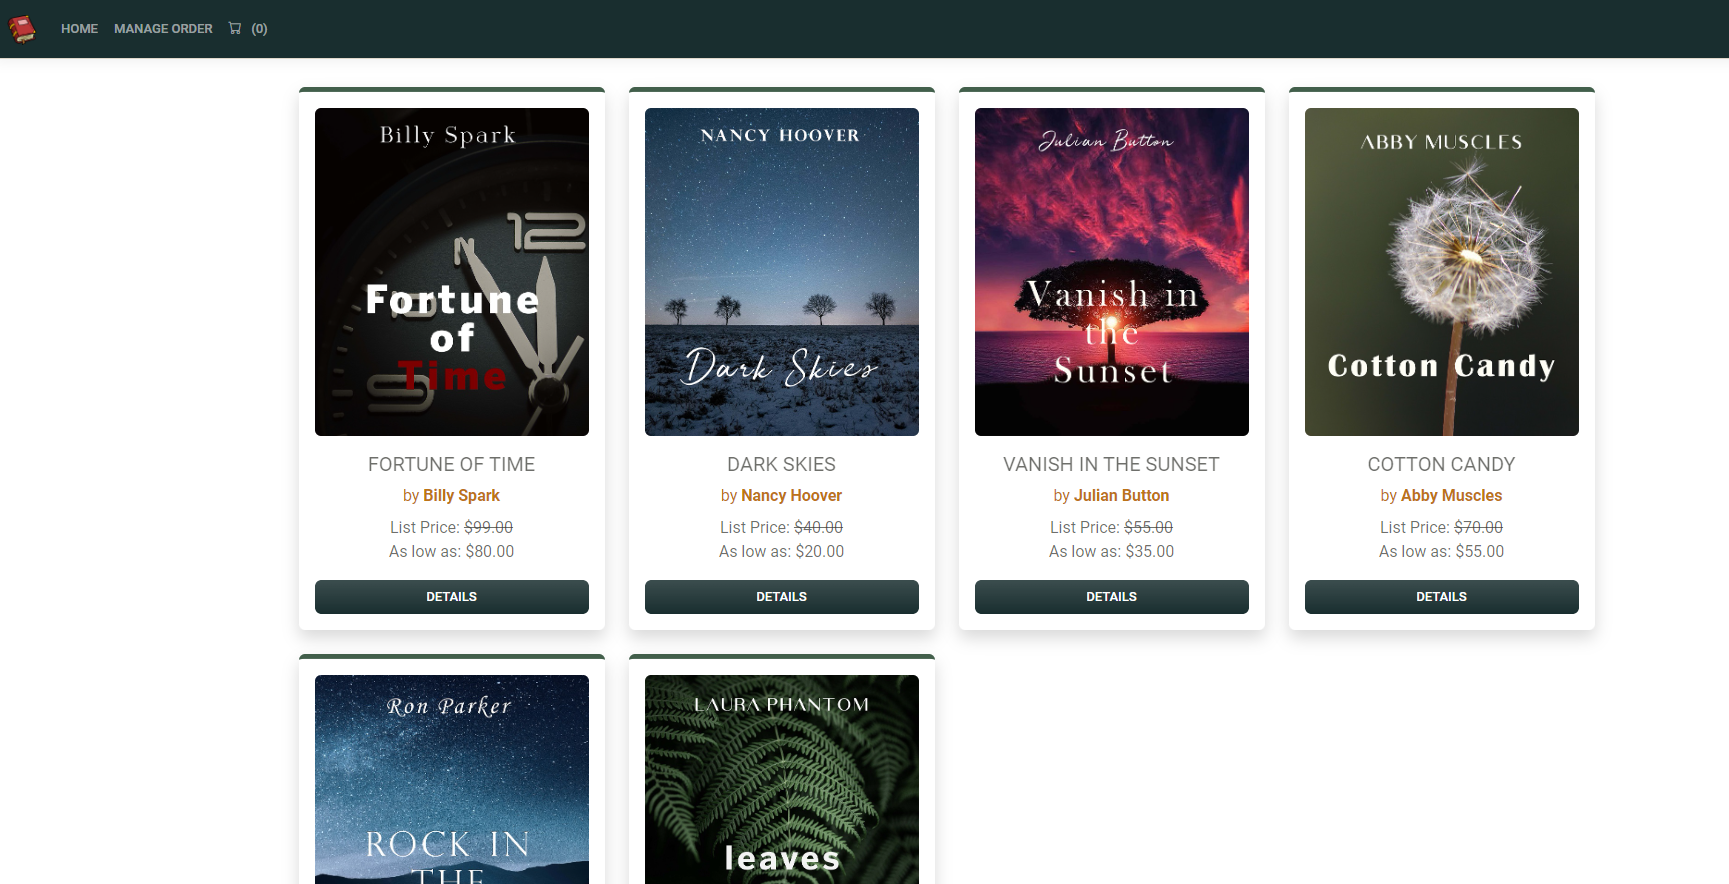 HOME MANAGE ORDER (0)
Billy Spark
12
Fortune
of
Time
FORTUNE OF TIME
by Billy Spark
List Price: $99.00
As low as: $80.00
DETAILS
NANCY HOOVER
Dark Skies
DARK SKIES
by Nancy Hoover
List Price: $40.00
As low as: $20.00
DETAILS
Julian Button
Vanish in
the
Sunset
VANISH IN THE SUNSET
by Julian Button
List Price: $55.00
As low as: $35.00
DETAILS
ABBY MUSCLES
Cotton Candy
COTTON CANDY
by Abby Muscles
List Price: $70.00
As low as: $55.00
DETAILS
Ron Parker
ROCK IN
THE
LAURA PHANTOM
leaves